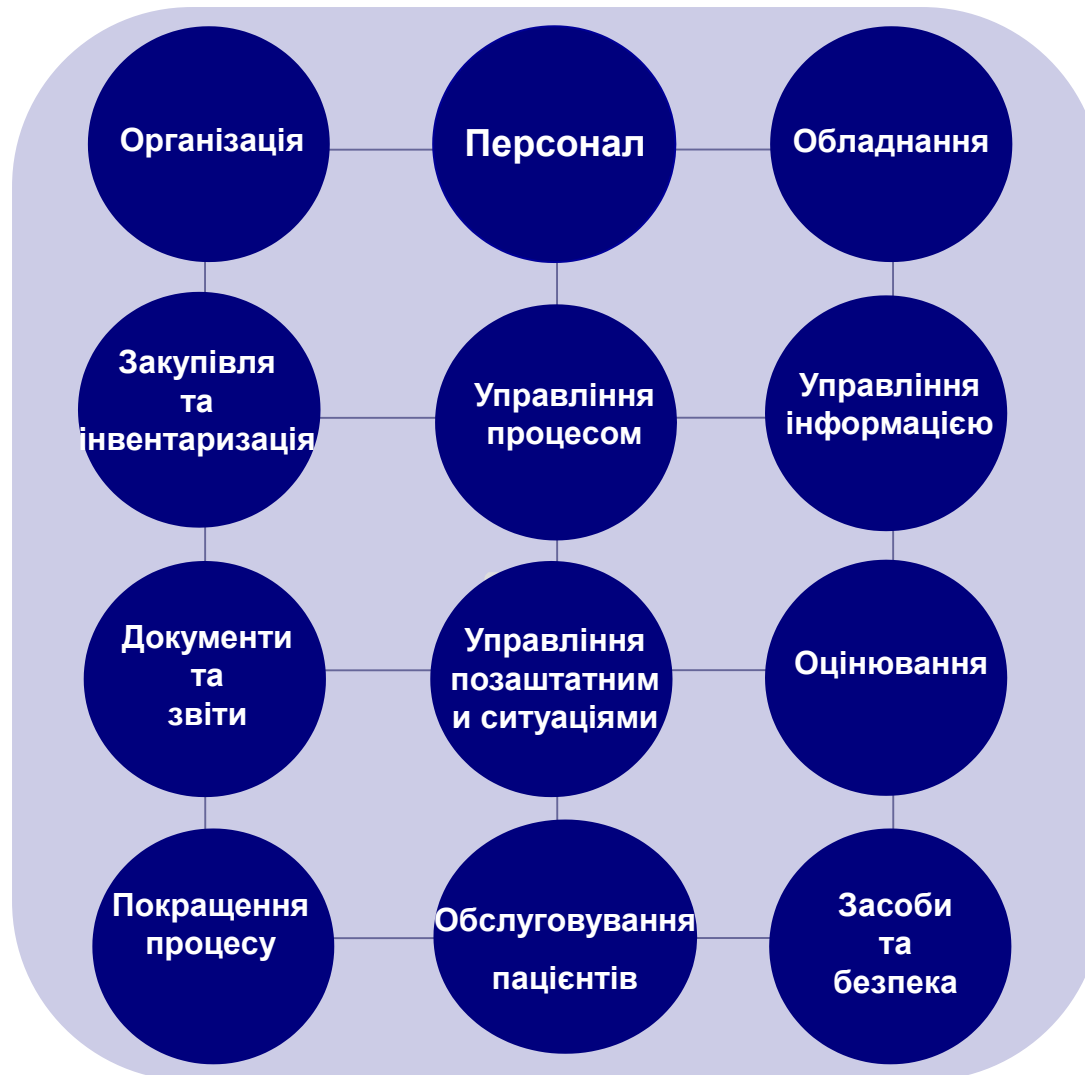 Організація
Персонал
Обладнання
Закупівля
та
інвентаризація
Управління
процесом
Управління
інформацією
Документи
та
звіти
Управління
позаштатним
и ситуаціями
Оцінювання
Покращення
процесу
Обслуговування
пацієнтів
Засоби
та
безпека